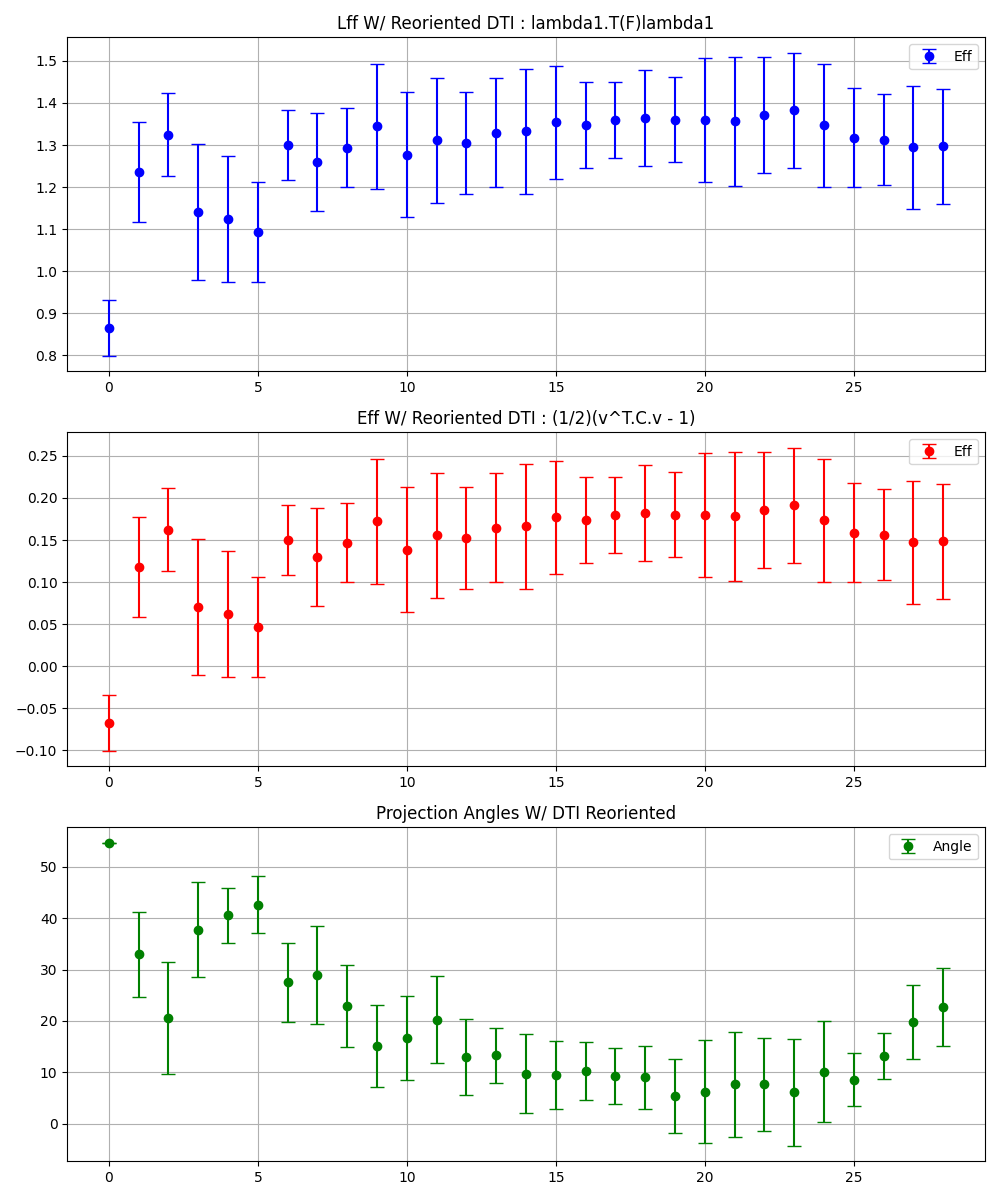 Lff W/ Reoriented DTI : lambda1.T(F)lambda1
Eff
1.5
1.4
1.3
1.2
1.1
1.0
0.9
0.8
0 5 10 15 20 25
Eff W/ Reoriented DTI : (1/2)(v^T.C.v - 1)
Eff
0.25
0.20
0.15
0.10
0.05
0.00
−0.05
−0.10
0 5 10 15 20 25
Projection Angles W/ DTI Reoriented
Angle
50
40
30
20
10
0
0 5 10 15 20 25